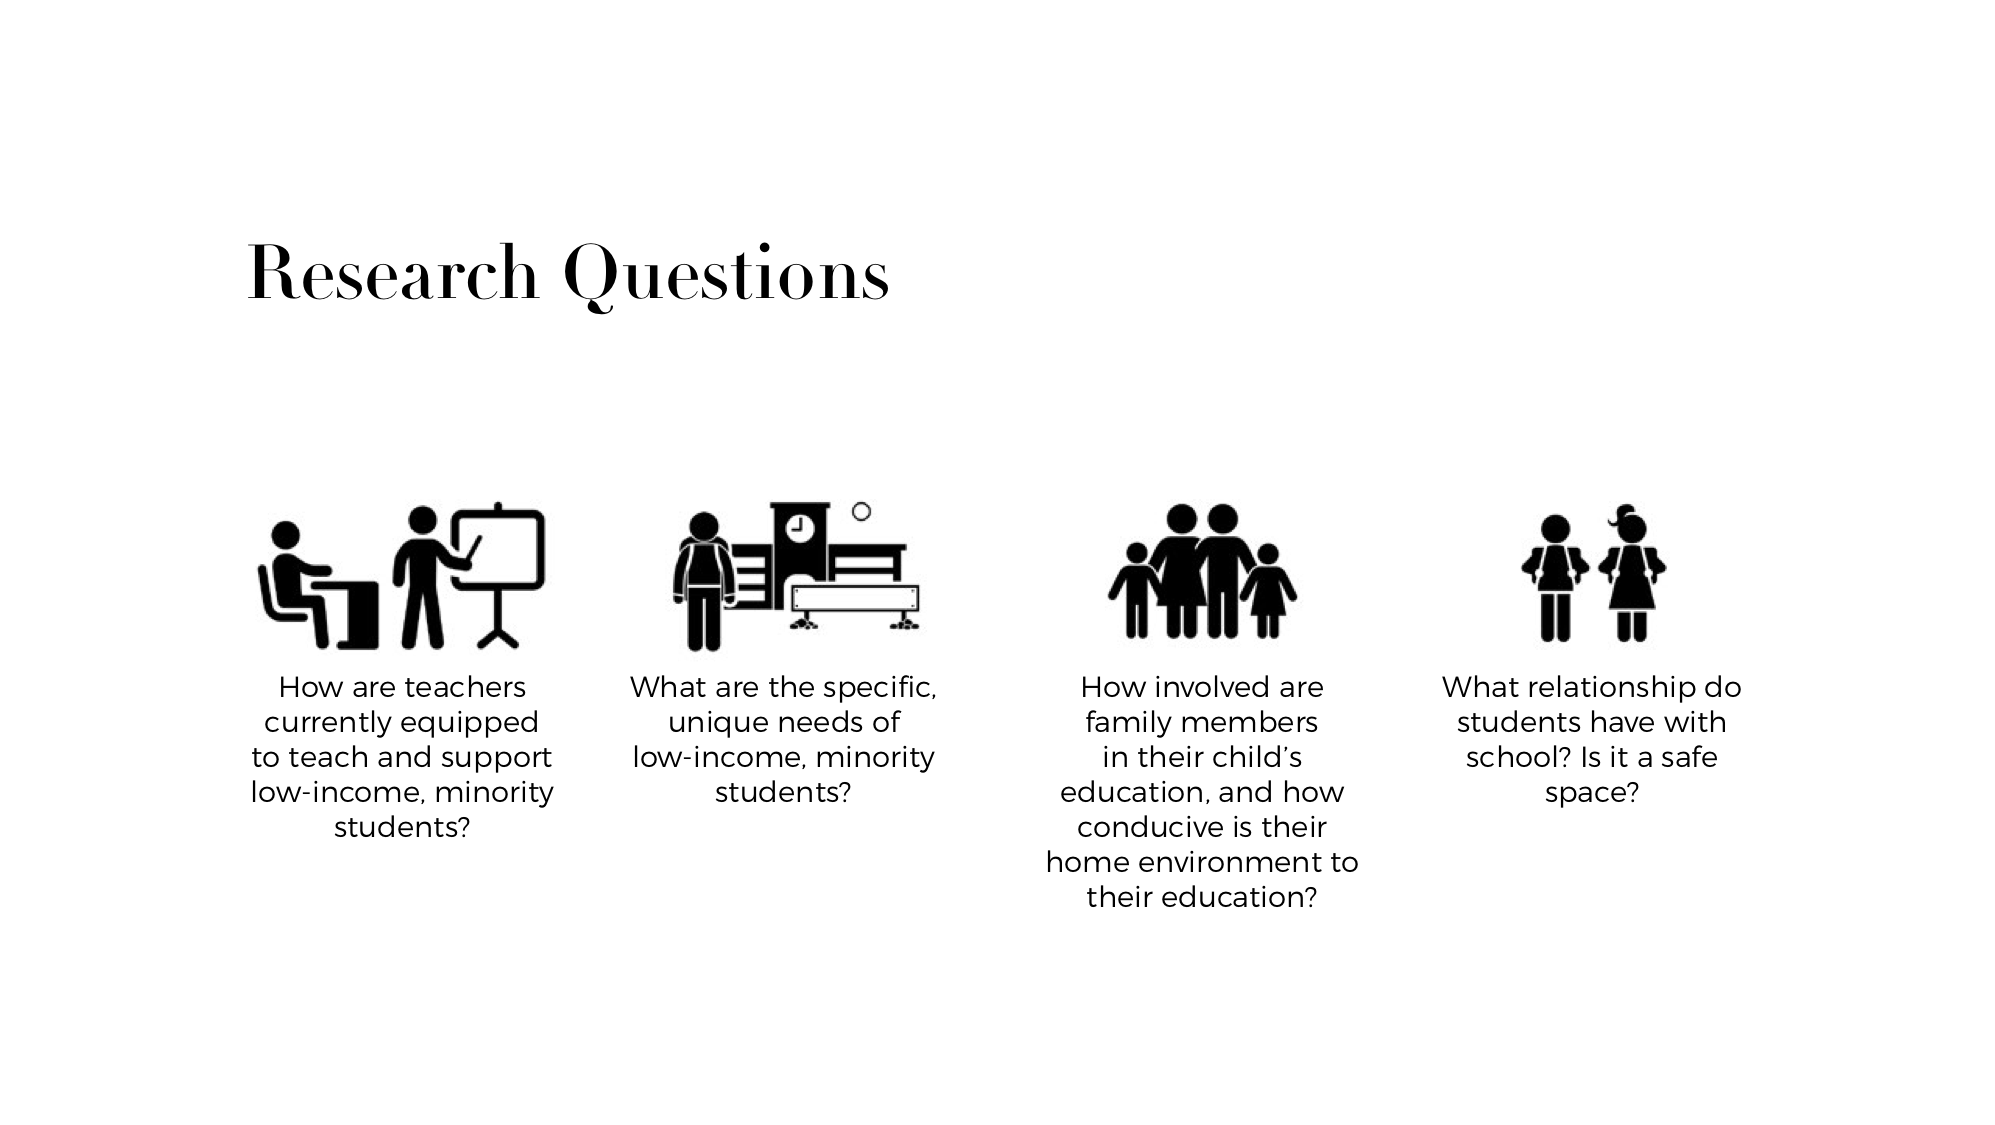 Research Questions
How are teachers
currently equipped
to teach and support
low-income, minority
students?
What are the specific,
unique needs of
low-income, minority
students?
How involved are
family members
in their child’s
education, and how
conducive is their
home environment to
their education?
What relationship do
students have with
school? Is it a safe
space?